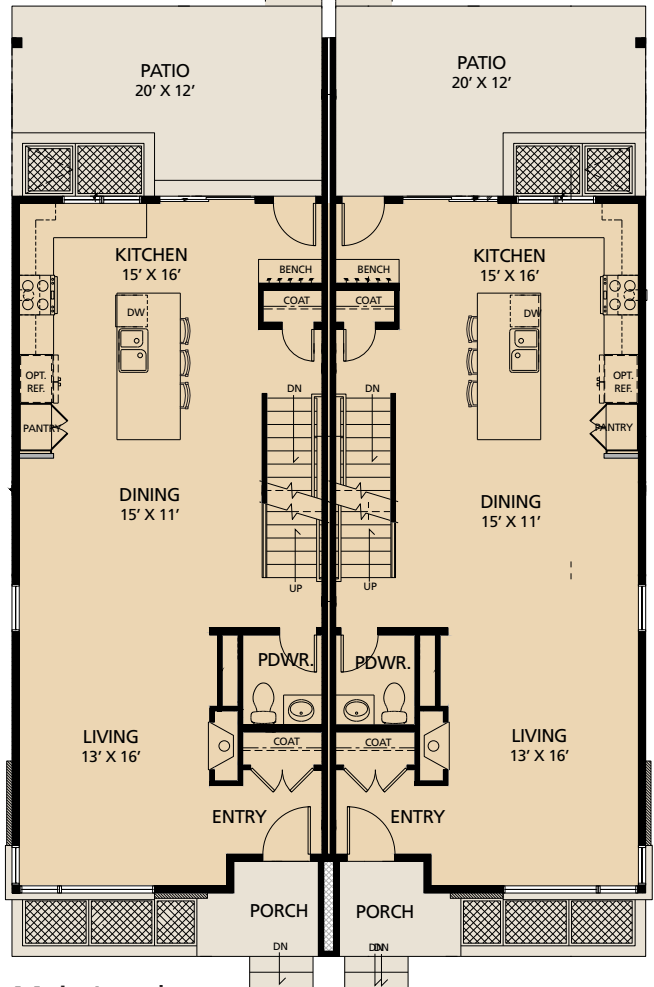 PATIO
20' X 12'
PATIO
20' X 12'
KITCHEN
15' X 16'
KITCHEN
15' X 16'
BENCH
BENCH
COAT
COAT
DW
DW
OPT.
REF.
OPT.
REF.
DN
DN
PANTRY
PANTRY
DINING
15' X 11'
DINING
15' X 11'
UP
UP
PDWR.
PDWR.
LIVING
13' X 16'
LIVING
13' X 16'
COAT
COAT
ENTRY
ENTRY
PORCH
PORCH
DN
DN